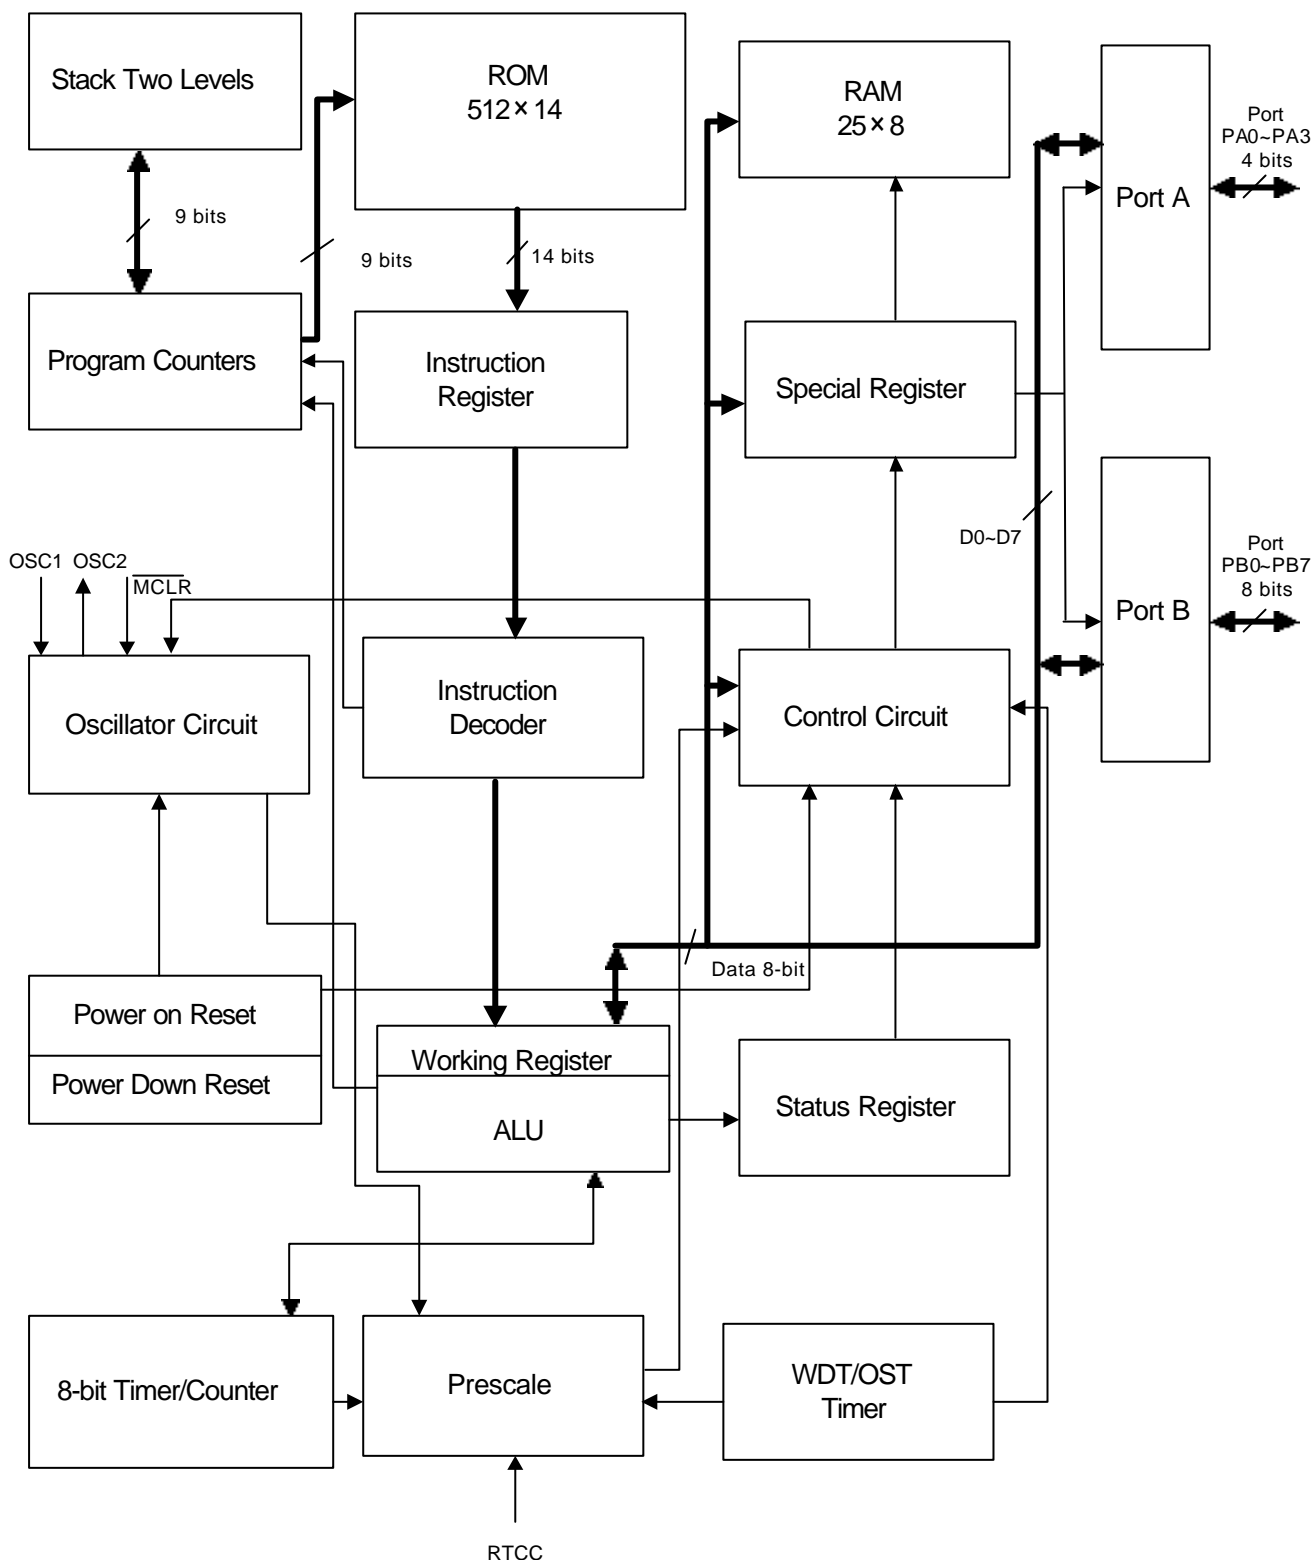 Stack Two Levels
ROM
512×14
RAM
25×8
Port
PA0~PA3
4 bits
Port A
9 bits
9 bits
14 bits
Program Counters
Instruction
Register
Special Register
D0~D7
Port
PB0~PB7
8 bits
Port B
OSC1 OSC2
MCLR
Oscillator Circuit
Instruction
Decoder
Control Circuit
Data 8-bit
Power on Reset
Power Down Reset
Working Register
ALU
Status Register
8-bit Timer/Counter
Prescale
WDT/OST
Timer
RTCC